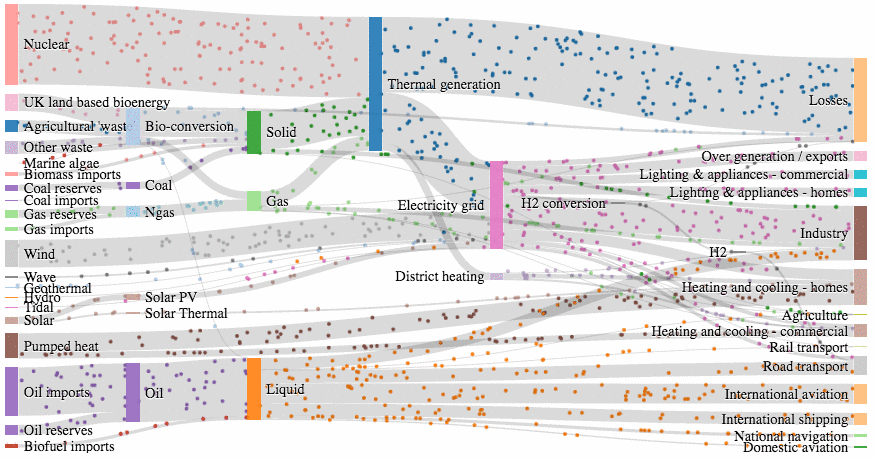 Nuclear
UK land based bioenergy
Agricultural 'waste'
Other waste
Marine algae
Biomass imports
Coal reserves
Coal imports
Gas reserves
Gas imports
Wind
Wave
Geothermal
Hydro
Tidal
Solar
Pumped heat
Oil imports
Oil reserves
Biofuel imports
Bio-conversion
Coal
Ngas
Solar PV
Solar Thermal
Oil
Solid
Gas
Liquid
Thermal generation
Electricity grid
District heating
H2 conversion
H2
Losses
Over generation / exports
Lighting & appliances - commercial
Lighting & appliances - homes
Industry
Heating and cooling - homes
Agriculture
Heating and cooling - commercial
Rail transport
Road transport
International aviation
International shipping
National navigation
Domestic aviation